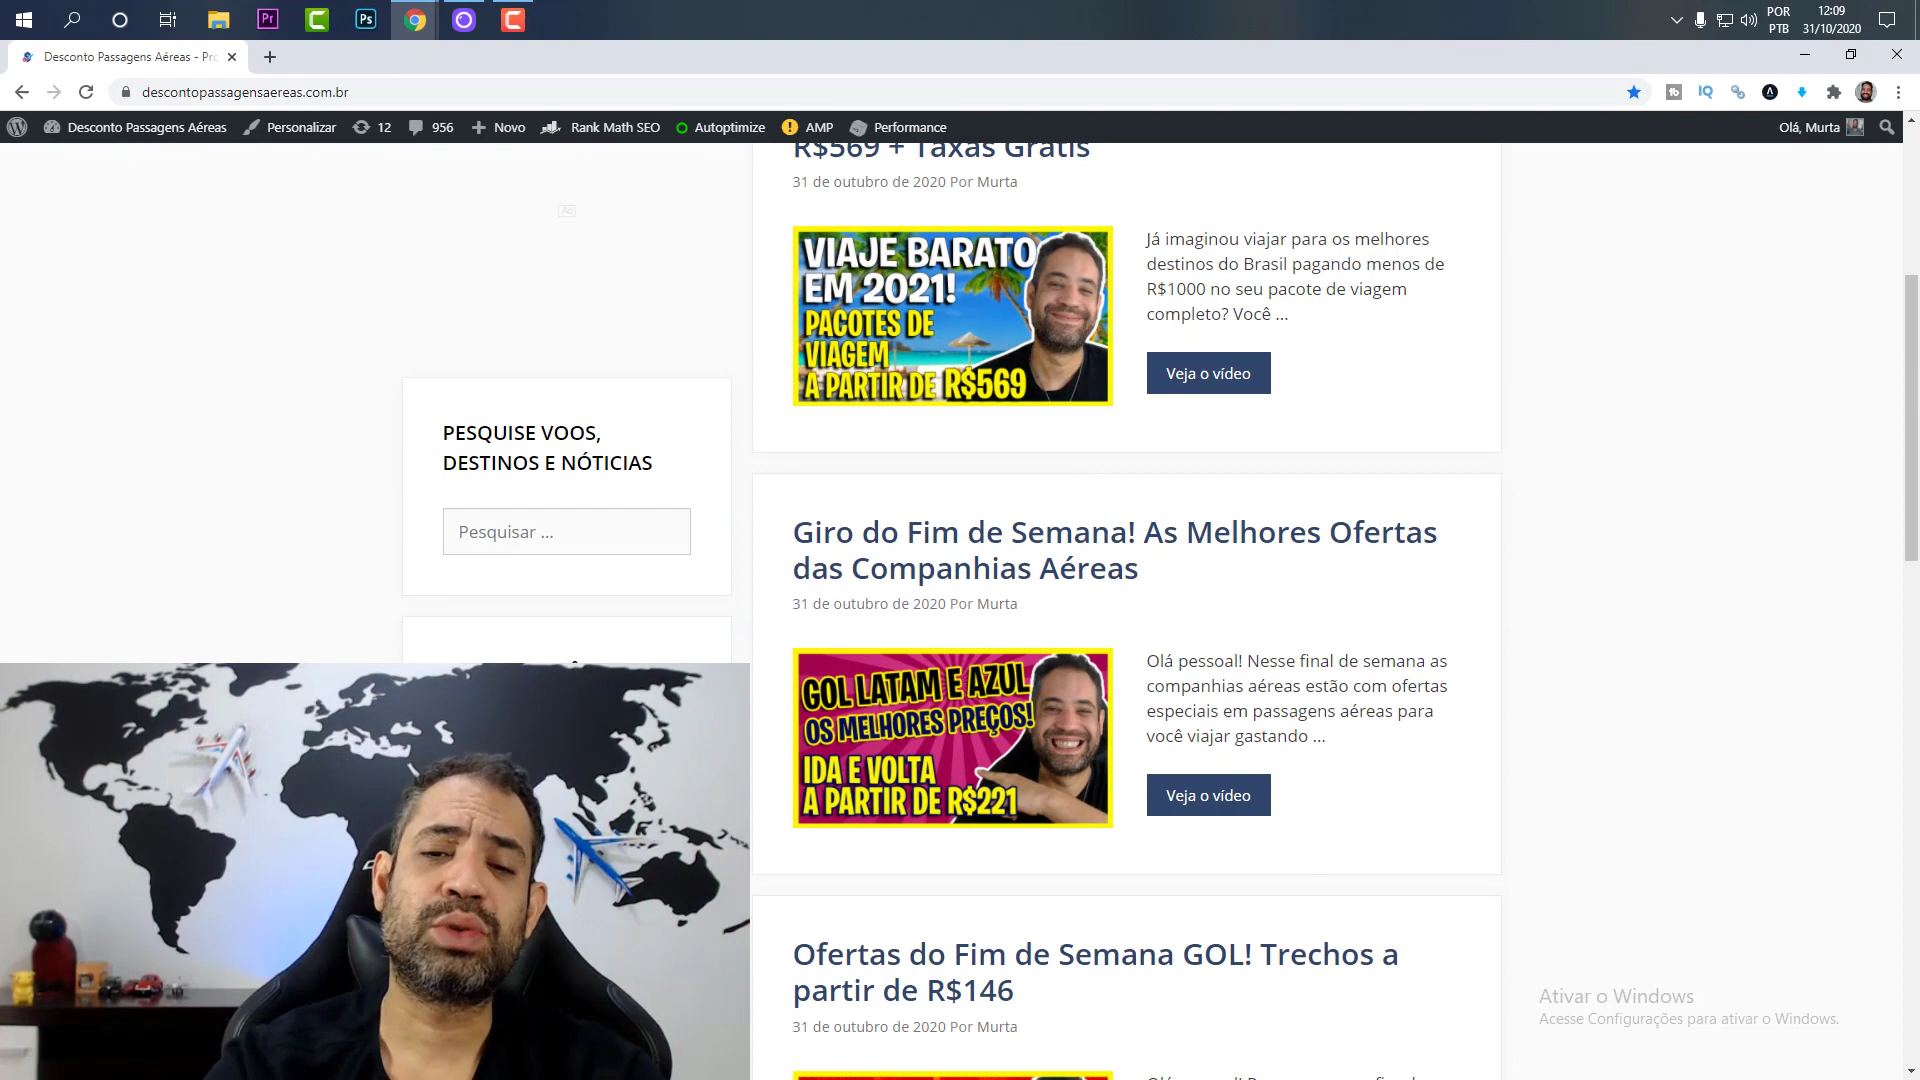 Pr
Ps
POR
PTB
12:09
31/10/2020
Desconto Passagens Aéreas - Pro
descontopassagensaereas.com.br
tb
IQ
Desconto Passagens Aéreas
Personalizar
12
956
Novo
Rank Math SEO
Autoptimize
AMP
Performance
Olá, Murta
R$569 + Taxas Grátis
31 de outubro de 2020 Por Murta
Ad
VIAJE BARATO
EM 2021!
PACOTES DE
VIAGEM
A PARTIR DE R$569
Já imaginou viajar para os melhores
destinos do Brasil pagando menos de
R$1000 no seu pacote de viagem
completo? Você ...
Veja o vídeo
PESQUISE VOOS,
DESTINOS E NÓTICIAS
Pesquisar ...
Giro do Fim de Semana! As Melhores Ofertas
das Companhias Aéreas
31 de outubro de 2020 Por Murta
GOL LATAM E AZUL
OS MELHORES PREÇOS!
IDA E VOLTA
A PARTIR DE R$221
Olá pessoal! Nesse final de semana as
companhias aéreas estão com ofertas
especiais em passagens aéreas para
você viajar gastando ...
Veja o vídeo
Ofertas do Fim de Semana GOL! Trechos a
partir de R$146
31 de outubro de 2020 Por Murta
Ativar o Windows
Acesse Configurações para ativar o Windows.